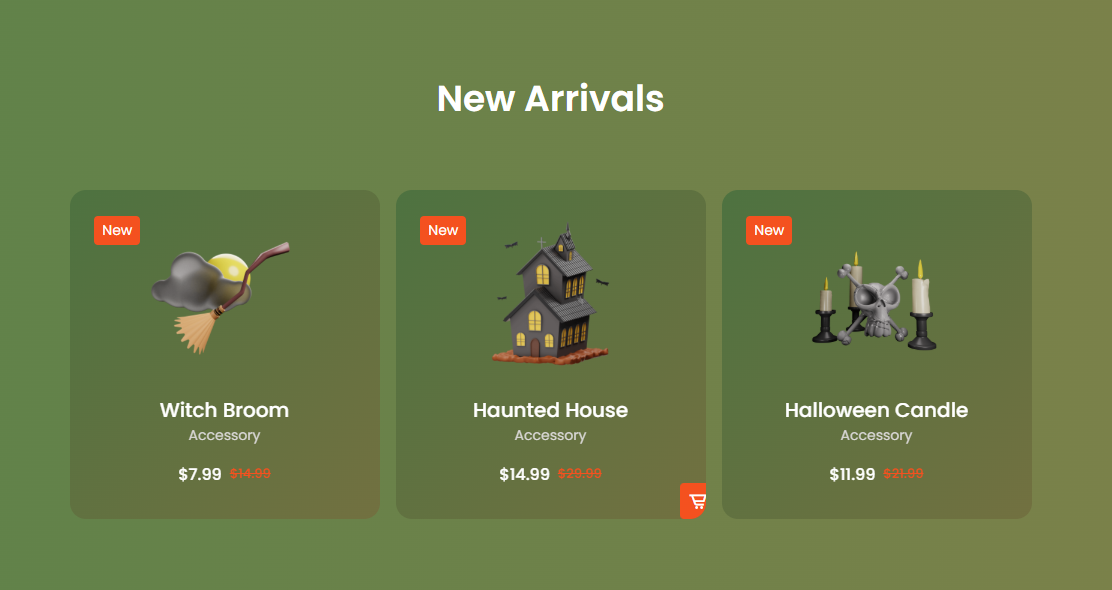 New Arrivals
New
Witch Broom
Accessory
$7.99 $14.99
New
Haunted House
Accessory
$14.99 $29.99
New
Halloween Candle
Accessory
$11.99 $21.99